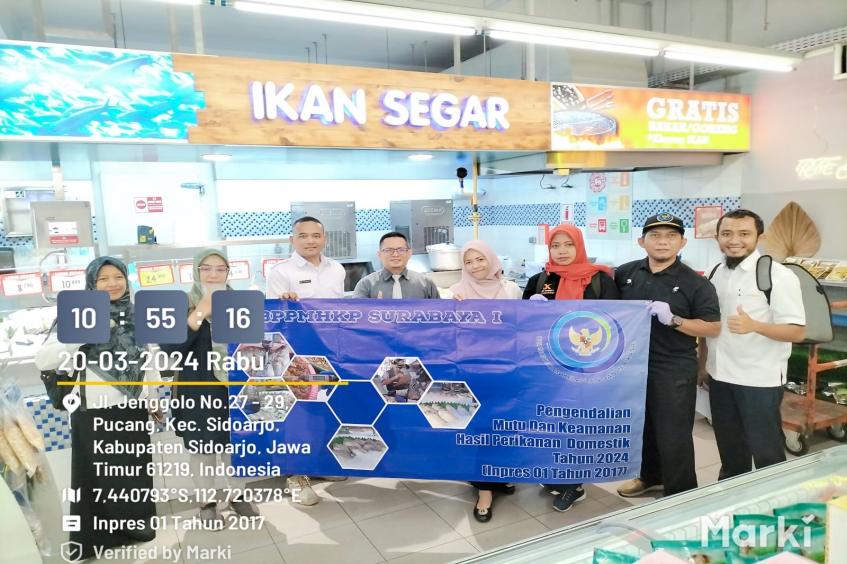 IKAN SEGAR
GRATIS
BAKAR/GORENG
BPPMHKP SURABAYA I
Pengendalian
Mutu Dan Keamanan
Hasil Perikanan Domestik
Tahun 2024
(Inpres 01 Tahun 2017)
10 : 55 : 16
20-03-2024 Rabu
Jl. Jenggolo No.27 - 29,
Pucang, Kec. Sidoarjo,
Kabupaten Sidoarjo, Jawa
Timur 61219, Indonesia
7,440793°S,112,720378°E
Inpres 01 Tahun 2017
Verified by Marki
Marki